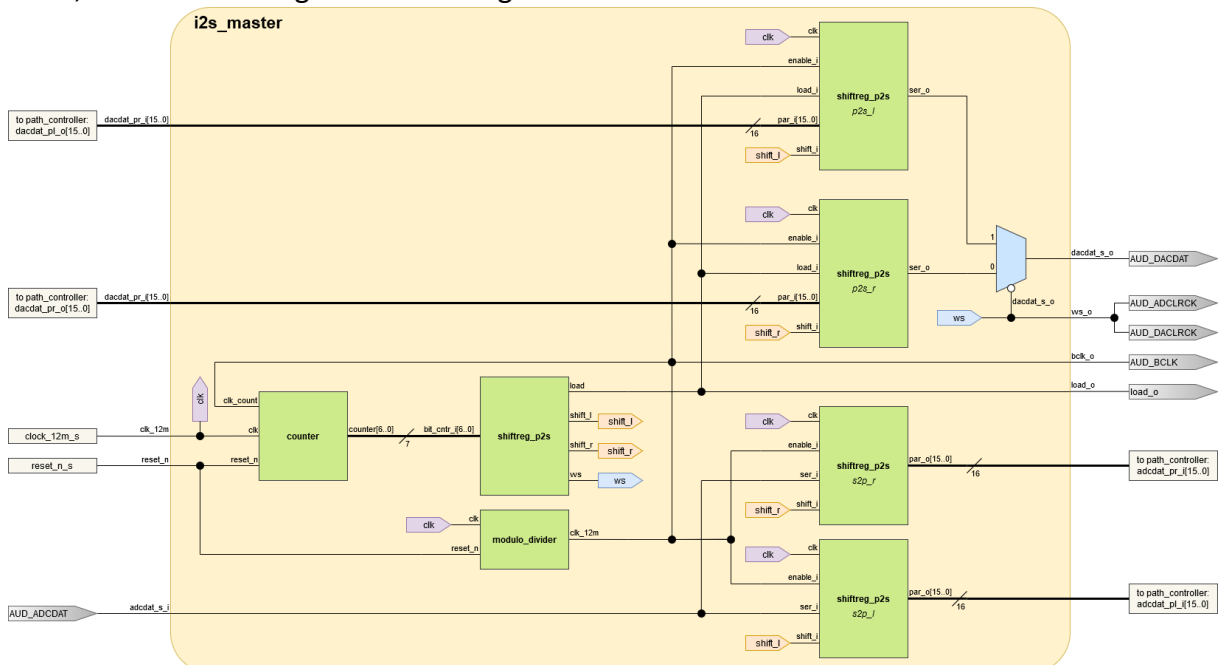 i2s_master
clk
clk
enable_i
load_i
shiftreg_p2s
p2s_l
ser_o
to path_controller:
dacdat_pl_o[15..0]
dacdat_pr_i[15..0]
par_i[15..0]
16
shift_l
shift_i
clk
clk
enable_i
load_i
shiftreg_p2s
p2s_r
ser_o
1
0
dacdat_s_o
AUD_DACDAT
to path_controller:
dacdat_pr_o[15..0]
dacdat_pr_i[15..0]
par_i[15..0]
16
shift_r
shift_i
dacdat_s_o
ws
ws_o
AUD_ADCLRCK
AUD_DACLRCK
bclk_o
AUD_BCLK
load_o
load_o
clk
clk_count
clock_12m_s
clk_12m
clk
counter
counter[6..0]
7
bit_cntr_i[6..0]
shiftreg_p2s
load
shift_l
shift_l
shift_r
shift_r
ws
ws
reset_n_s
reset_n
reset_n
clk
clk
reset_n
modulo_divider
clk_12m
clk
clk
enable_i
ser_i
shiftreg_p2s
s2p_r
par_o[15..0]
16
to path_controller:
adcdat_pr_i[15..0]
shift_r
shift_i
clk
clk
enable_i
shiftreg_p2s
s2p_l
par_o[15..0]
16
to path_controller:
adcdat_pl_i[15..0]
AUD_ADCDAT
adcdat_s_i
ser_i
shift_l
shift_i